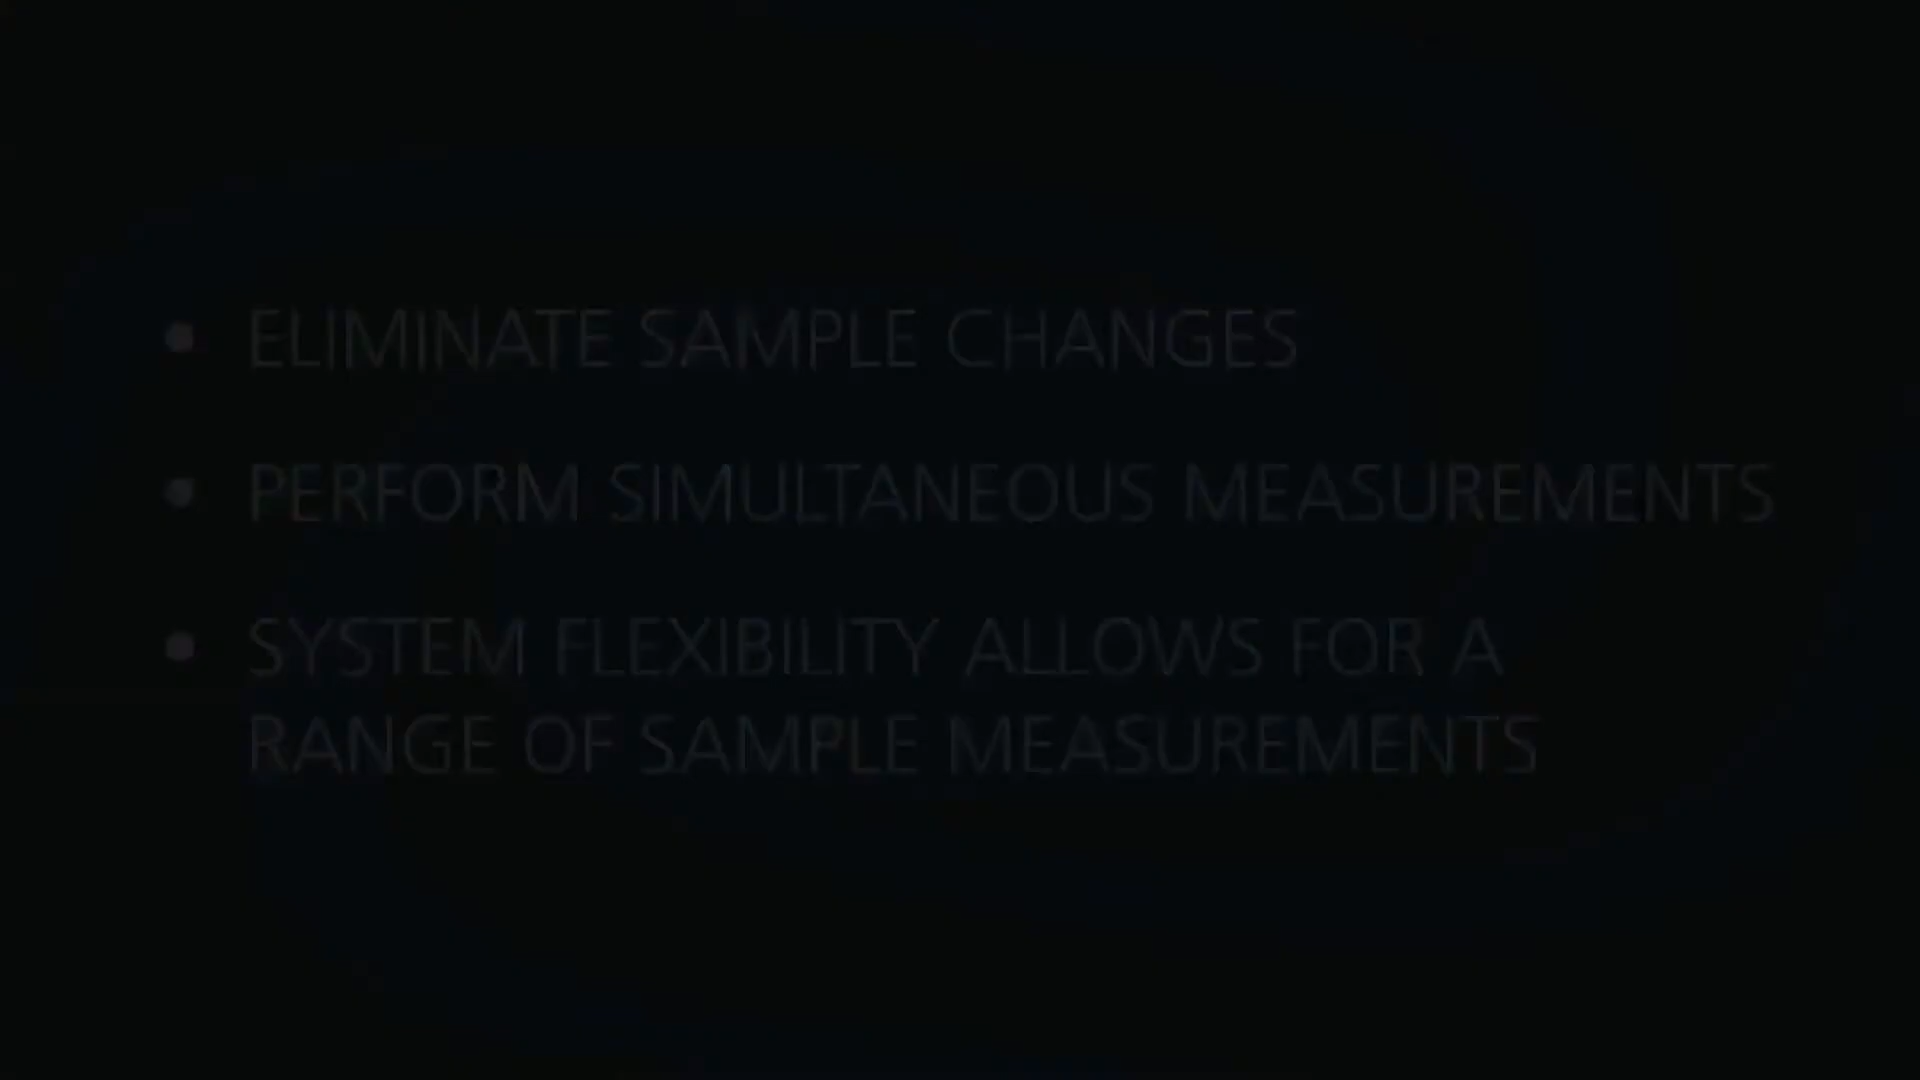 • ELIMINATE SAMPLE CHANGES
• PERFORM SIMULTANEOUS MEASUREMENTS
• SYSTEM FLEXIBILITY ALLOWS FOR A
RANGE OF SAMPLE MEASUREMENTS